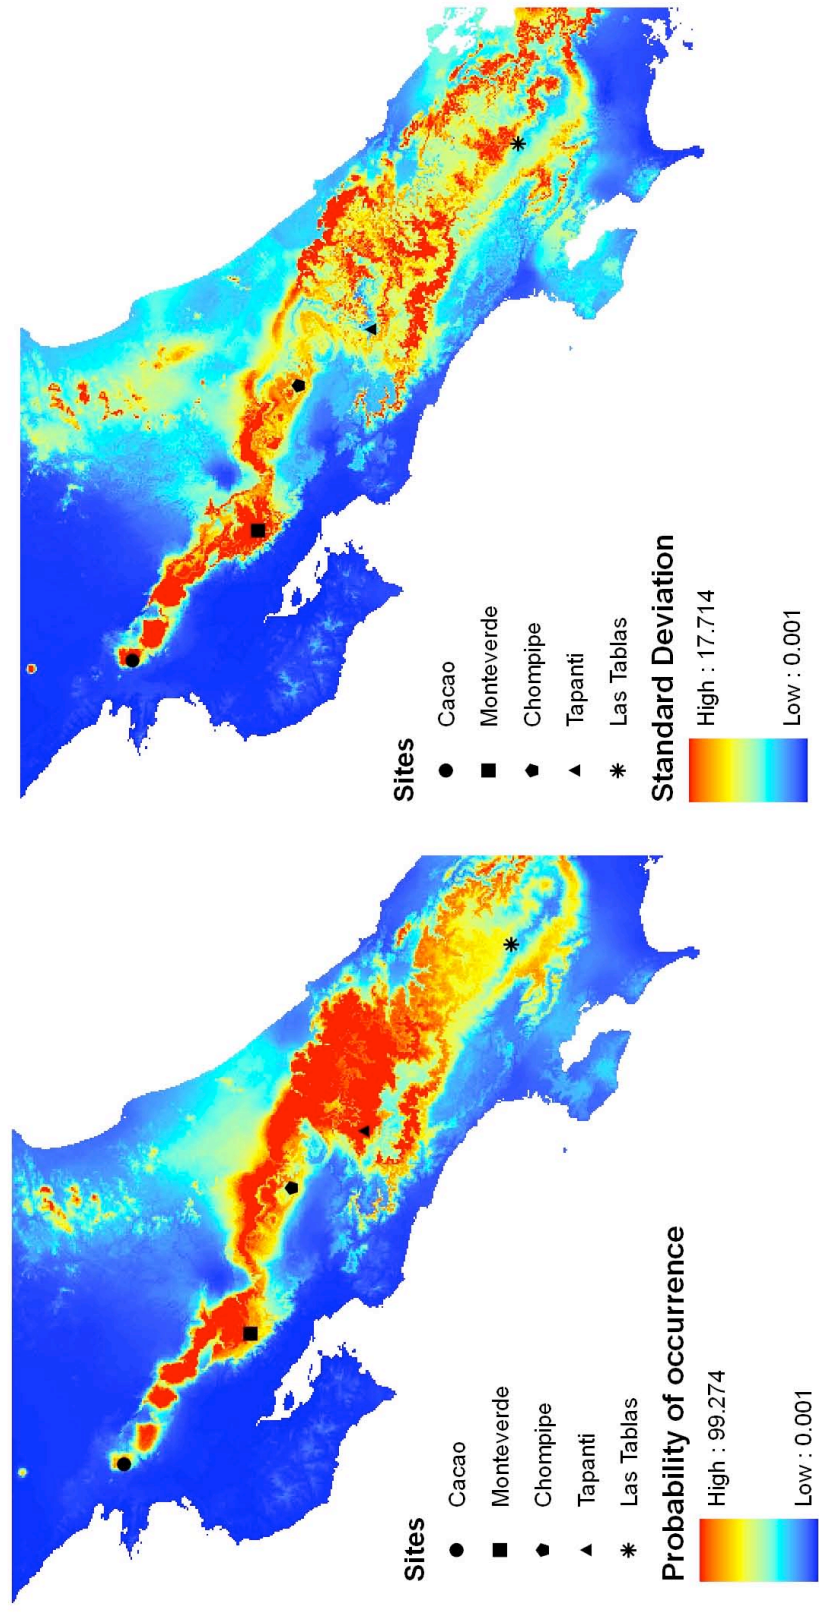 Sites
Cacao
Monteverde
Chompipe
Tapanti
Las Tablas
Probability of occurrence
High : 99.274
Low : 0.001
Sites
Cacao
Monteverde
Chompipe
Tapanti
Las Tablas
Standard Deviation
High : 17.714
Low : 0.001